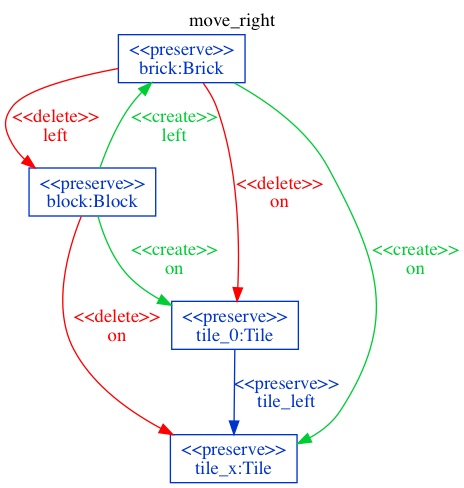 move_right
<<preserve>>
brick:Brick
<<delete>>
left
<<create>>
left
<<preserve>>
block:Block
<<delete>>
on
<<create>>
on
<<create>>
on
<<delete>>
on
<<preserve>>
tile_0:Tile
<<preserve>>
tile_left
<<preserve>>
tile_x:Tile